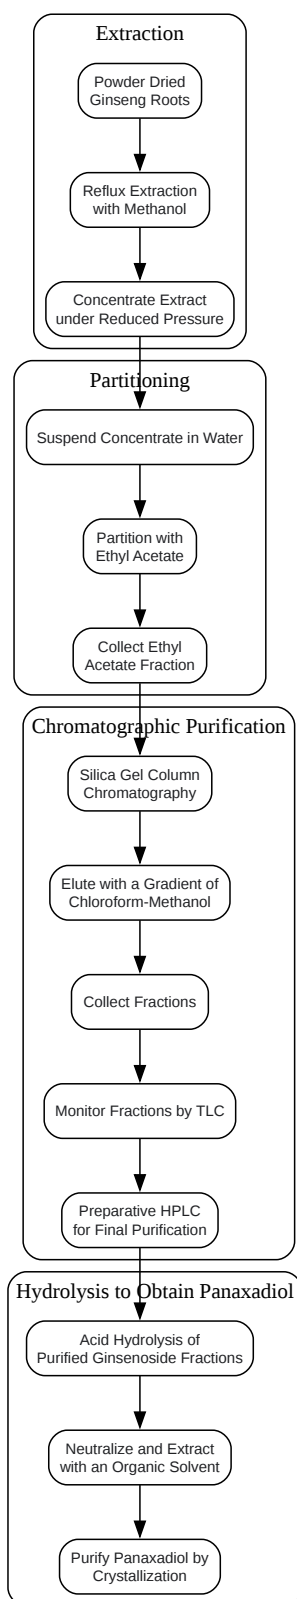 Extraction
Powder Dried
Ginseng Roots
Reflux Extraction
with Methanol
Concentrate Extract
under Reduced Pressure
Partitioning
Suspend Concentrate in Water
Partition with
Ethyl Acetate
Collect Ethyl
Acetate Fraction
Chromatographic Purification
Silica Gel Column
Chromatography
Elute with a Gradient of
Chloroform-Methanol
Collect Fractions
Monitor Fractions by TLC
Preparative HPLC
for Final Purification
Hydrolysis to Obtain Panaxadiol
Acid Hydrolysis of
Purified Ginsenoside Fractions
Neutralize and Extract
with an Organic Solvent
Purify Panaxadiol by
Crystallization